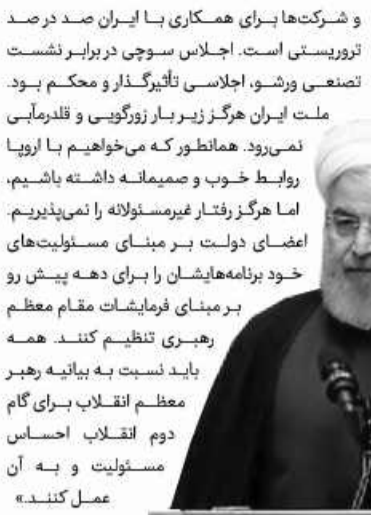 و شرکت‌ها برای همکاری با ایران صد در صد
تروریستی است. اجلاس سوچی در برابر نشست
تصنعی ورشو، اجلاسی تأثیرگذار و محکم بود.
ملت ایران هرگز زیر بار زورگویی و قلدرمآبی
نمی‌رود. همانطور که می‌خواهیم با اروپا
روابط خوب و صمیمانه داشته باشیم،
اما هرگز رفتار غیرمسئولانه را نمی‌پذیریم.
اعضای دولت بر مبنای مسئولیت‌های
خود برنامه‌هایشان را برای دهه پیش رو
بر مبنای فرمایشات مقام معظم
رهبری تنظیم کنند. همه
باید نسبت به بیانیه رهبر
معظم انقلاب برای گام
دوم انقلاب احساس
مسئولیت و به آن
عمل کنند.»